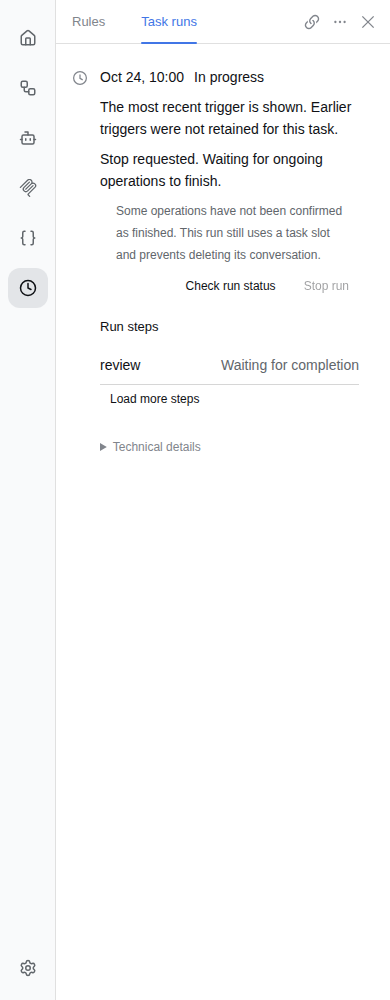 Rules
Task runs
Oct 24, 10:00 In progress
The most recent trigger is shown. Earlier
triggers were not retained for this task.
Stop requested. Waiting for ongoing
operations to finish.
Some operations have not been confirmed
as finished. This run still uses a task slot
and prevents deleting its conversation.
Check run status
Stop run
Run steps
review
Waiting for completion
Load more steps
Technical details